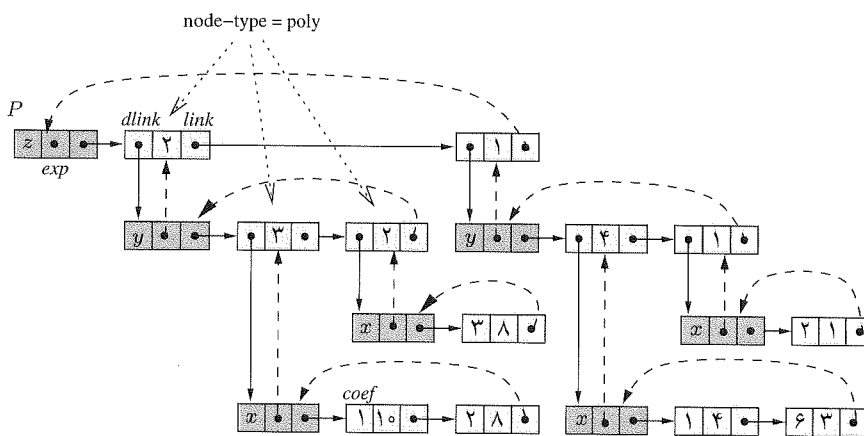 node-type = poly
P
dlink link
z ۲ ۱
exp
y ۳ ۲ y ۴ ۱
x ۳ ۸ x ۲ ۱
coef
x ۱ ۱۰ ۲ ۸ x ۱ ۴ ۶ ۳